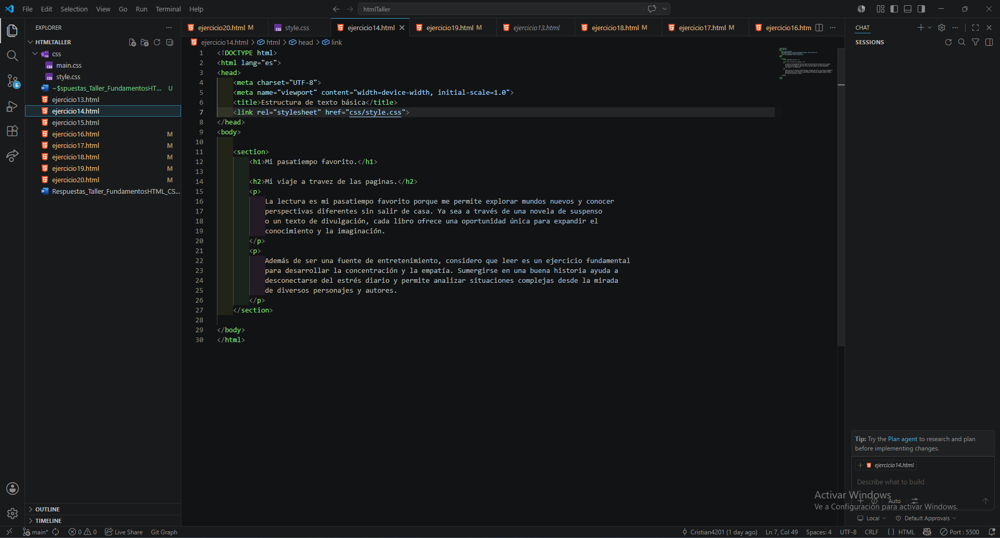 File Edit Selection View Go Run Terminal Help
htmlTaller
EXPLORER
HTMLTALLER
css
main.css
style.css
~$spuestas_Taller_FundamentosHT... U
ejercicio13.html
ejercicio14.html
ejercicio15.html
ejercicio16.html M
ejercicio17.html M
ejercicio18.html M
ejercicio19.html M
ejercicio20.html M
Respuestas_Taller_FundamentosHTML_CS...
OUTLINE
TIMELINE
6
ejercicio20.html M style.css ejercicio14.html ejercicio19.html M ejercicio13.html ejercicio18.html M ejercicio17.html M ejercicio16.htm
ejercicio14.html > html > head > link
1 <!DOCTYPE html>
2 <html lang="es">
3 <head>
4 <meta charset="UTF-8">
5 <meta name="viewport" content="width=device-width, initial-scale=1.0">
6 <title>Estructura de texto básica</title>
7 <link rel="stylesheet" href="css/style.css">
8 </head>
9 <body>
10
11 <section>
12 <h1>Mi pasatiempo favorito.</h1>
13
14 <h2>Mi viaje a travez de las paginas.</h2>
15 <p>
16 La lectura es mi pasatiempo favorito porque me permite explorar mundos nuevos y conocer
17 perspectivas diferentes sin salir de casa. Ya sea a través de una novela de suspenso
18 o un texto de divulgación, cada libro ofrece una oportunidad única para expandir el
19 conocimiento y la imaginación.
20 </p>
21 <p>
22 Además de ser una fuente de entretenimiento, considero que leer es un ejercicio fundamental
23 para desarrollar la concentración y la empatía. Sumergirse en una buena historia ayuda a
24 desconectarse del estrés diario y permite analizar situaciones complejas desde la mirada
25 de diversos personajes y autores.
26 </p>
27 </section>
28
29 </body>
30 </html>
CHAT
SESSIONS
Tip: Try the Plan agent to research and plan
before implementing changes.
ejercicio14.html
Describe what to build
Auto
Activar Windows
Ve a Configuración para activar Windows.
Local Default Approvals
main* 0 0 Live Share Git Graph Cristian4201 (1 day ago) Ln 7, Col 49 Spaces: 4 UTF-8 CRLF { } HTML Port : 5500